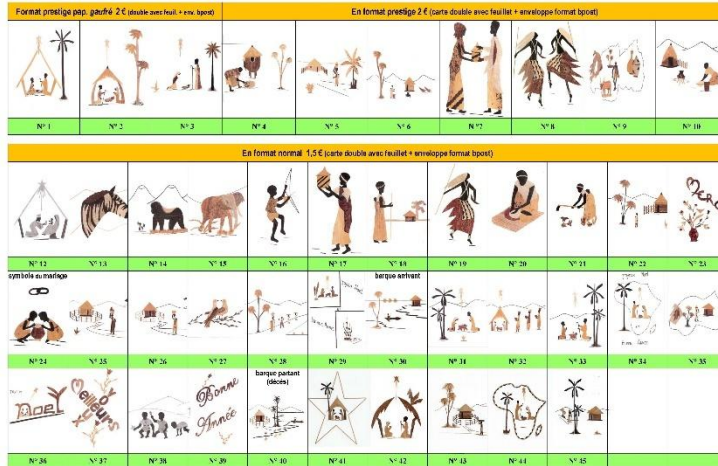 Format prestige pap. gaufré 2 € (double avec feuil. + env. bpost)
En format prestige 2 € (carte double avec feuillet + enveloppe format bpost)
N° 1 N° 2 N° 3 N° 4 N° 5 N° 6 N° 7 N° 8 N° 9 N° 10
En format normal 1,5 € (carte double avec feuillet + enveloppe format bpost)
Merci
N° 12 N° 13 N° 14 N° 15 N° 16 N° 17 N° 18 N° 19 N° 20 N° 21 N° 22 N° 23
symbole du mariage
barque arrivant
N° 24 N° 25 N° 26 N° 27 N° 28 N° 29 N° 30 N° 31 N° 32 N° 33 N° 34 N° 35
Noel
Meilleurs
Voeux
Bonne
Année
barque partant
(décès)
N° 36 N° 37 N° 38 N° 39 N° 40 N° 41 N° 42 N° 43 N° 44 N° 45